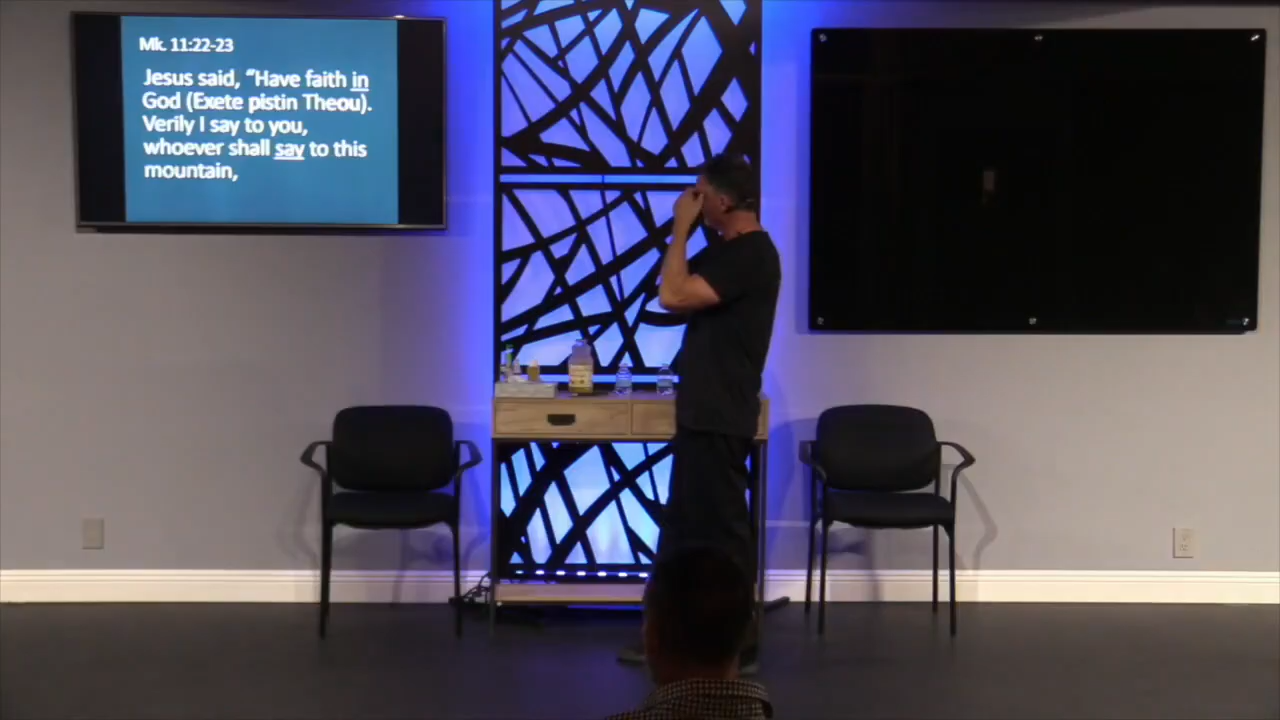 Mk. 11:22-23
Jesus said, "Have faith in
God (Exete pistin Theou).
Verily I say to you,
whoever shall say to this
mountain,